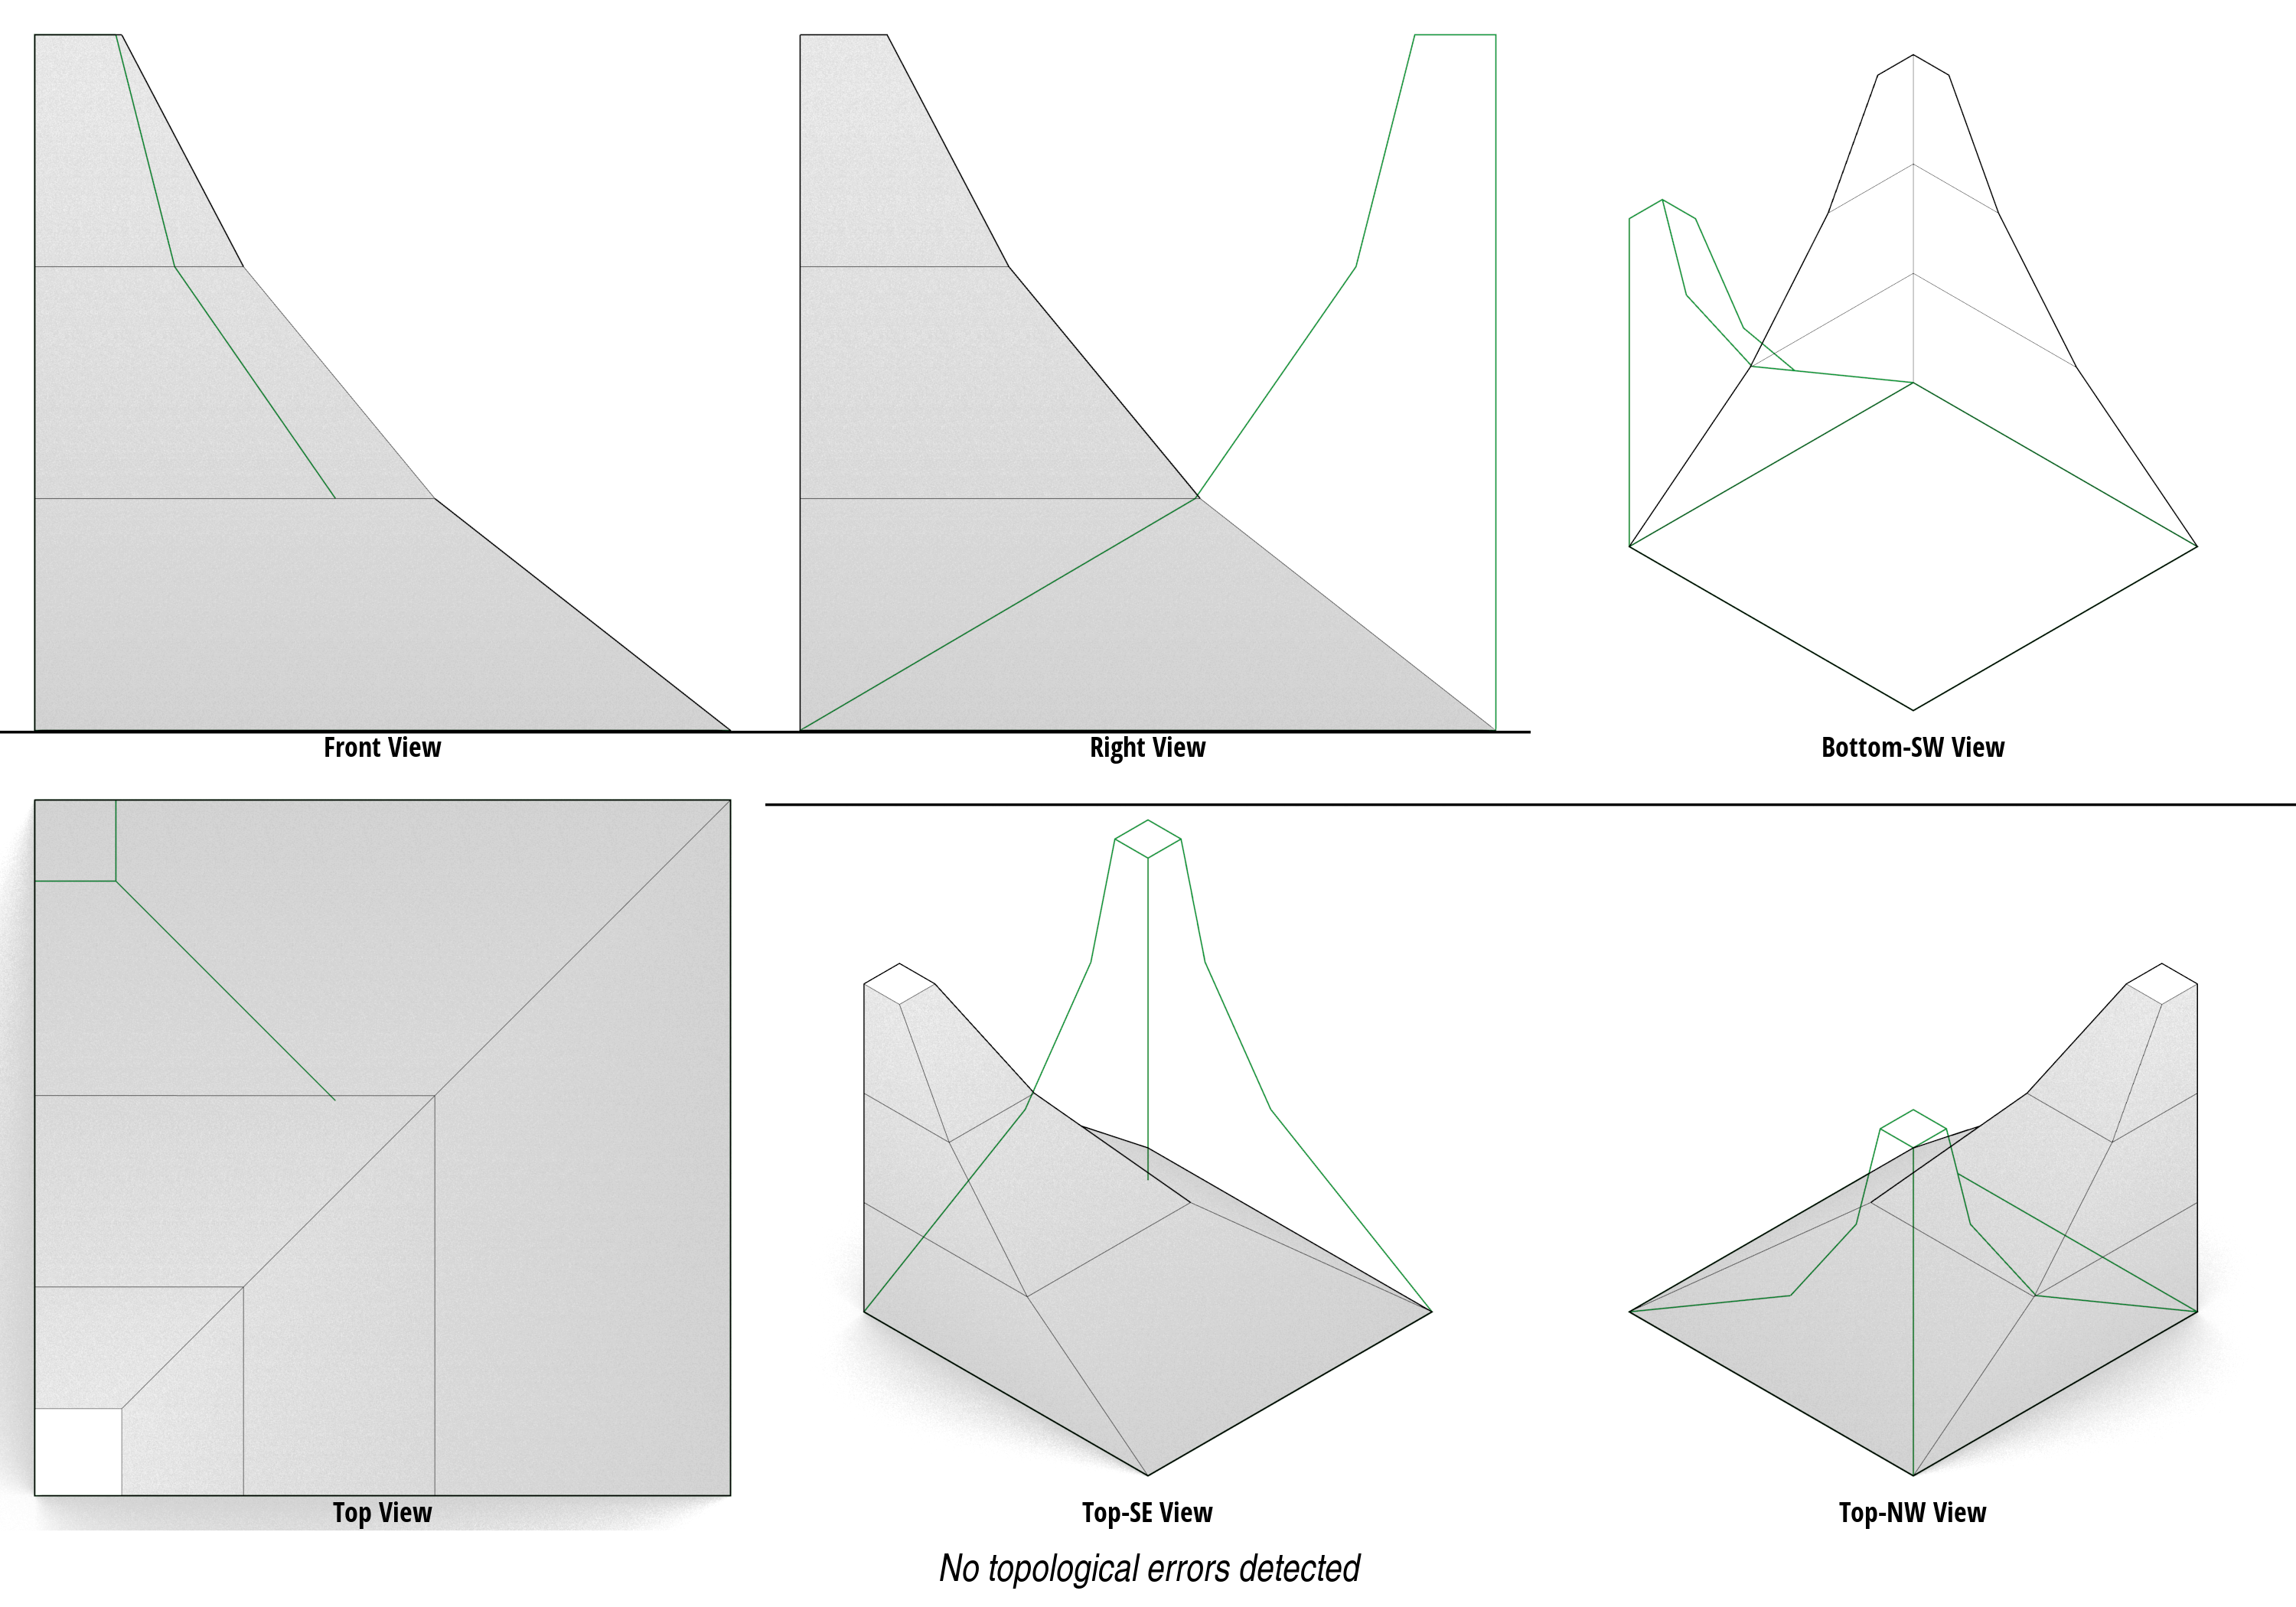 Front View
Right View
Bottom-SW View
Top View
Top-SE View
Top-NW View
No topological errors detected